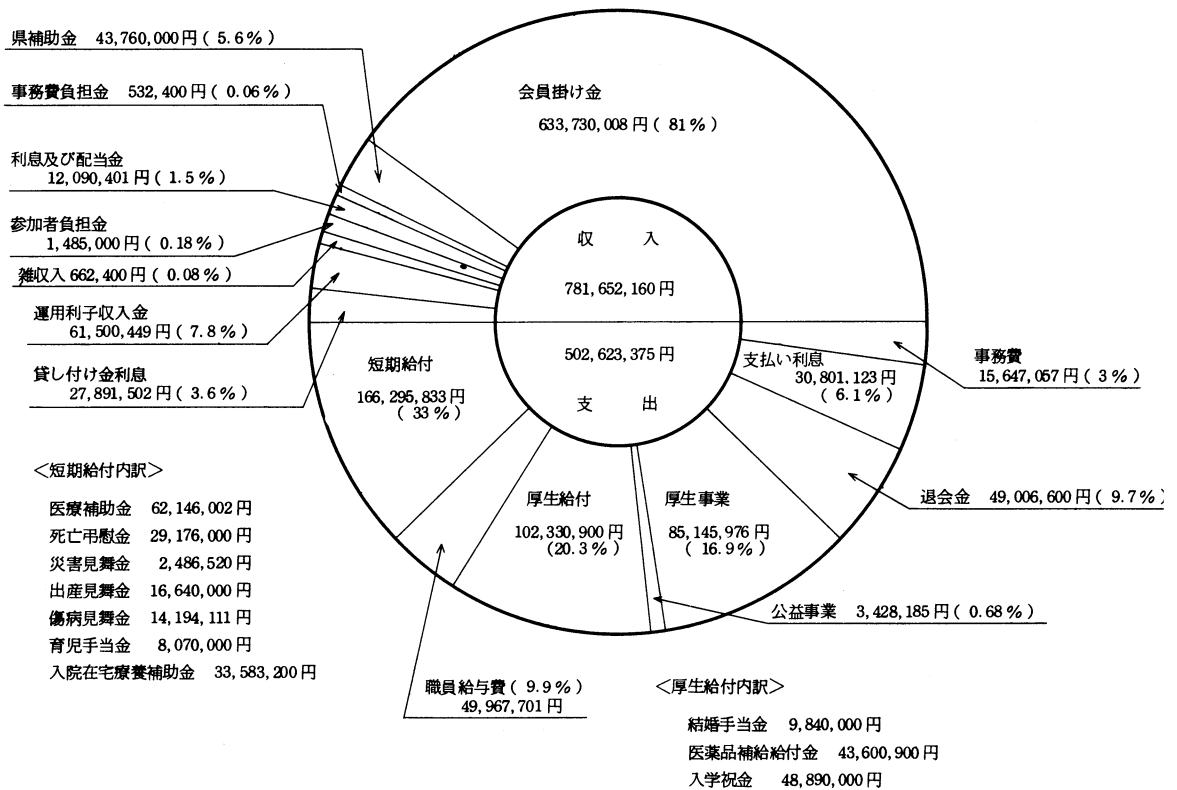 県補助金 43,760,000円(5.6%)
事務費負担金 532,400円(0.06%)
利息及び配当金
12,090,401円(1.5%)
参加者負担金
1,485,000円(0.18%)
雑収入 662,400円(0.08%)
運用利子収入金
61,500,449円(7.8%)
貸し付け金利息
27,891,502円(3.6%)
会員掛け金
633,730,008円(81%)
収 入
781,652,160円
502,623,375円
支 出
短期給付
166,295,833円
(33%)
支払い利息
30,801,123円
(6.1%)
事務費
15,647,057円(3%)
退会金 49,006,600円(9.7%)
厚生給付
102,330,900円
(20.3%)
厚生事業
85,145,976円
(16.9%)
公益事業 3,428,185円(0.68%)
職員給与費(9.9%)
49,967,701円
<短期給付内訳>
医療補助金 62,146,002円
死亡弔慰金 29,176,000円
災害見舞金 2,486,520円
出産見舞金 16,640,000円
傷病見舞金 14,194,111円
育児手当金 8,070,000円
入院在宅療養補助金 33,583,200円
<厚生給付内訳>
結婚手当金 9,840,000円
医薬品補給給付金 43,600,900円
入学祝金 48,890,000円